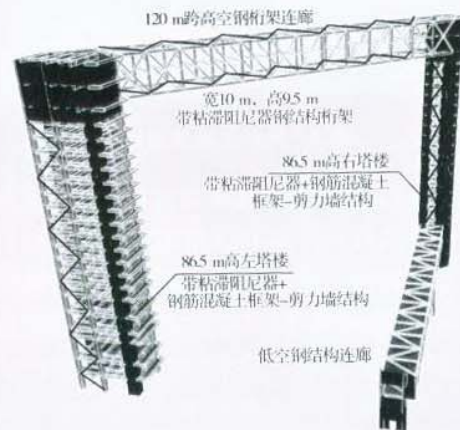 120 m跨高空钢桁架连廊
宽10 m、高9.5 m
带粘滞阻尼器钢结构桁架
86.5 m高右塔楼
带粘滞阻尼器+钢筋混凝土
框架-剪力墙结构
86.5 m高左塔楼
带粘滞阻尼器+
钢筋混凝土框架-剪力墙结构
低空钢结构连廊